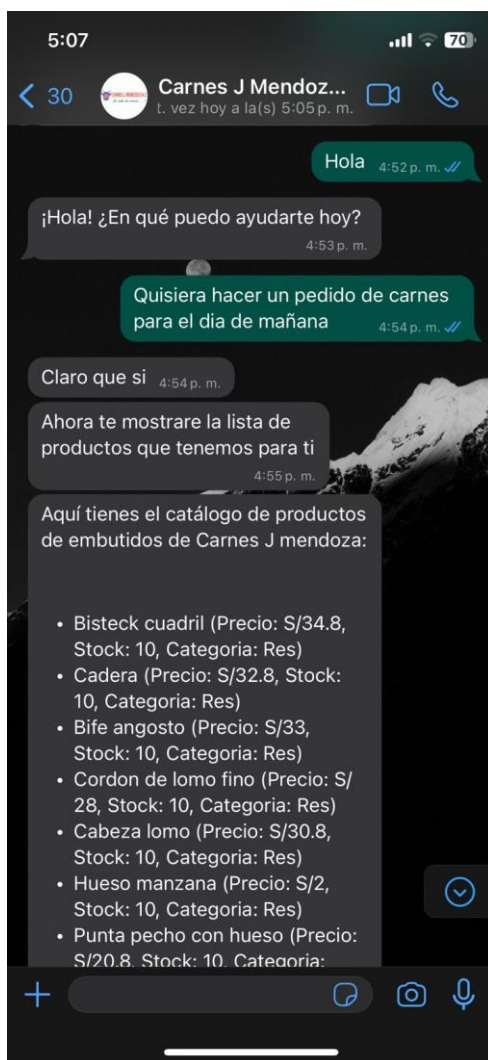 5:07
70
30
Carnes J Mendoz...
t. vez hoy a la(s) 5:05 p. m.
Hola
4:52 p. m.
¡Hola! ¿En qué puedo ayudarte hoy?
4:53 p. m.
Quisiera hacer un pedido de carnes
para el dia de mañana
4:54 p. m.
Claro que si
4:54 p. m.
Ahora te mostrare la lista de
productos que tenemos para ti
4:55 p. m.
Aquí tienes el catálogo de productos
de embutidos de Carnes J mendoza:
• Bisteck cuadril (Precio: S/34.8,
Stock: 10, Categoria: Res)
• Cadera (Precio: S/32.8, Stock:
10, Categoria: Res)
• Bife angosto (Precio: S/33,
Stock: 10, Categoria: Res)
• Cordon de lomo fino (Precio: S/
28, Stock: 10, Categoria: Res)
• Cabeza lomo (Precio: S/30.8,
Stock: 10, Categoria: Res)
• Hueso manzana (Precio: S/2,
Stock: 10, Categoria: Res)
• Punta pecho con hueso (Precio:
S/20.8, Stock: 10, Categoria: